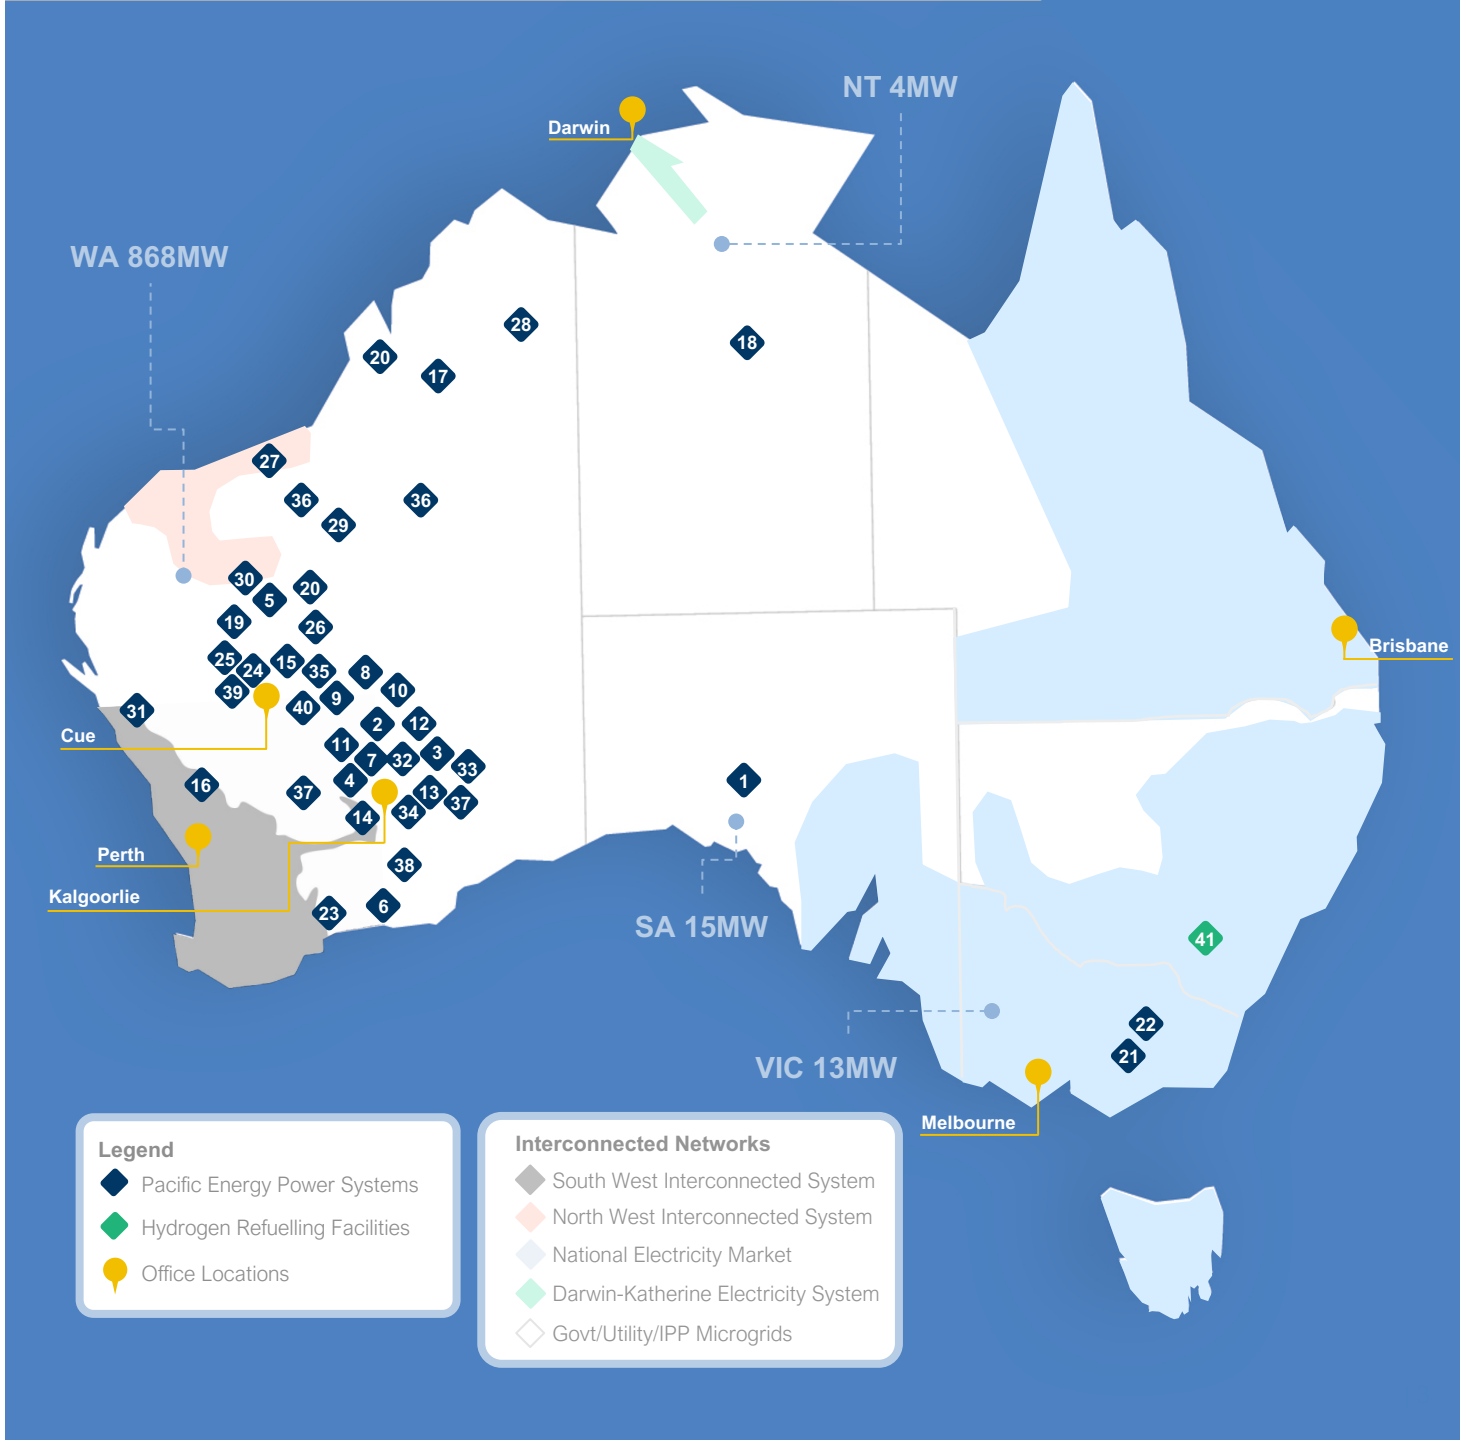 NT 4MW
Darwin
WA 868MW
28
18
20
17
27
36
36
29
30
20
5
19
26
Brisbane
25
15
24
35
8
39
10
9
40
31
2
12
Cue
11
3
7
32
33
4
1
16
37
13
37
34
14
Perth
38
Kalgoorlie
6
23
SA 15MW
41
22
21
VIC 13MW
Melbourne
Legend
Pacific Energy Power Systems
Hydrogen Refuelling Facilities
Office Locations
Interconnected Networks
South West Interconnected System
North West Interconnected System
National Electricity Market
Darwin-Katherine Electricity System
Govt/Utility/IPP Microgrids